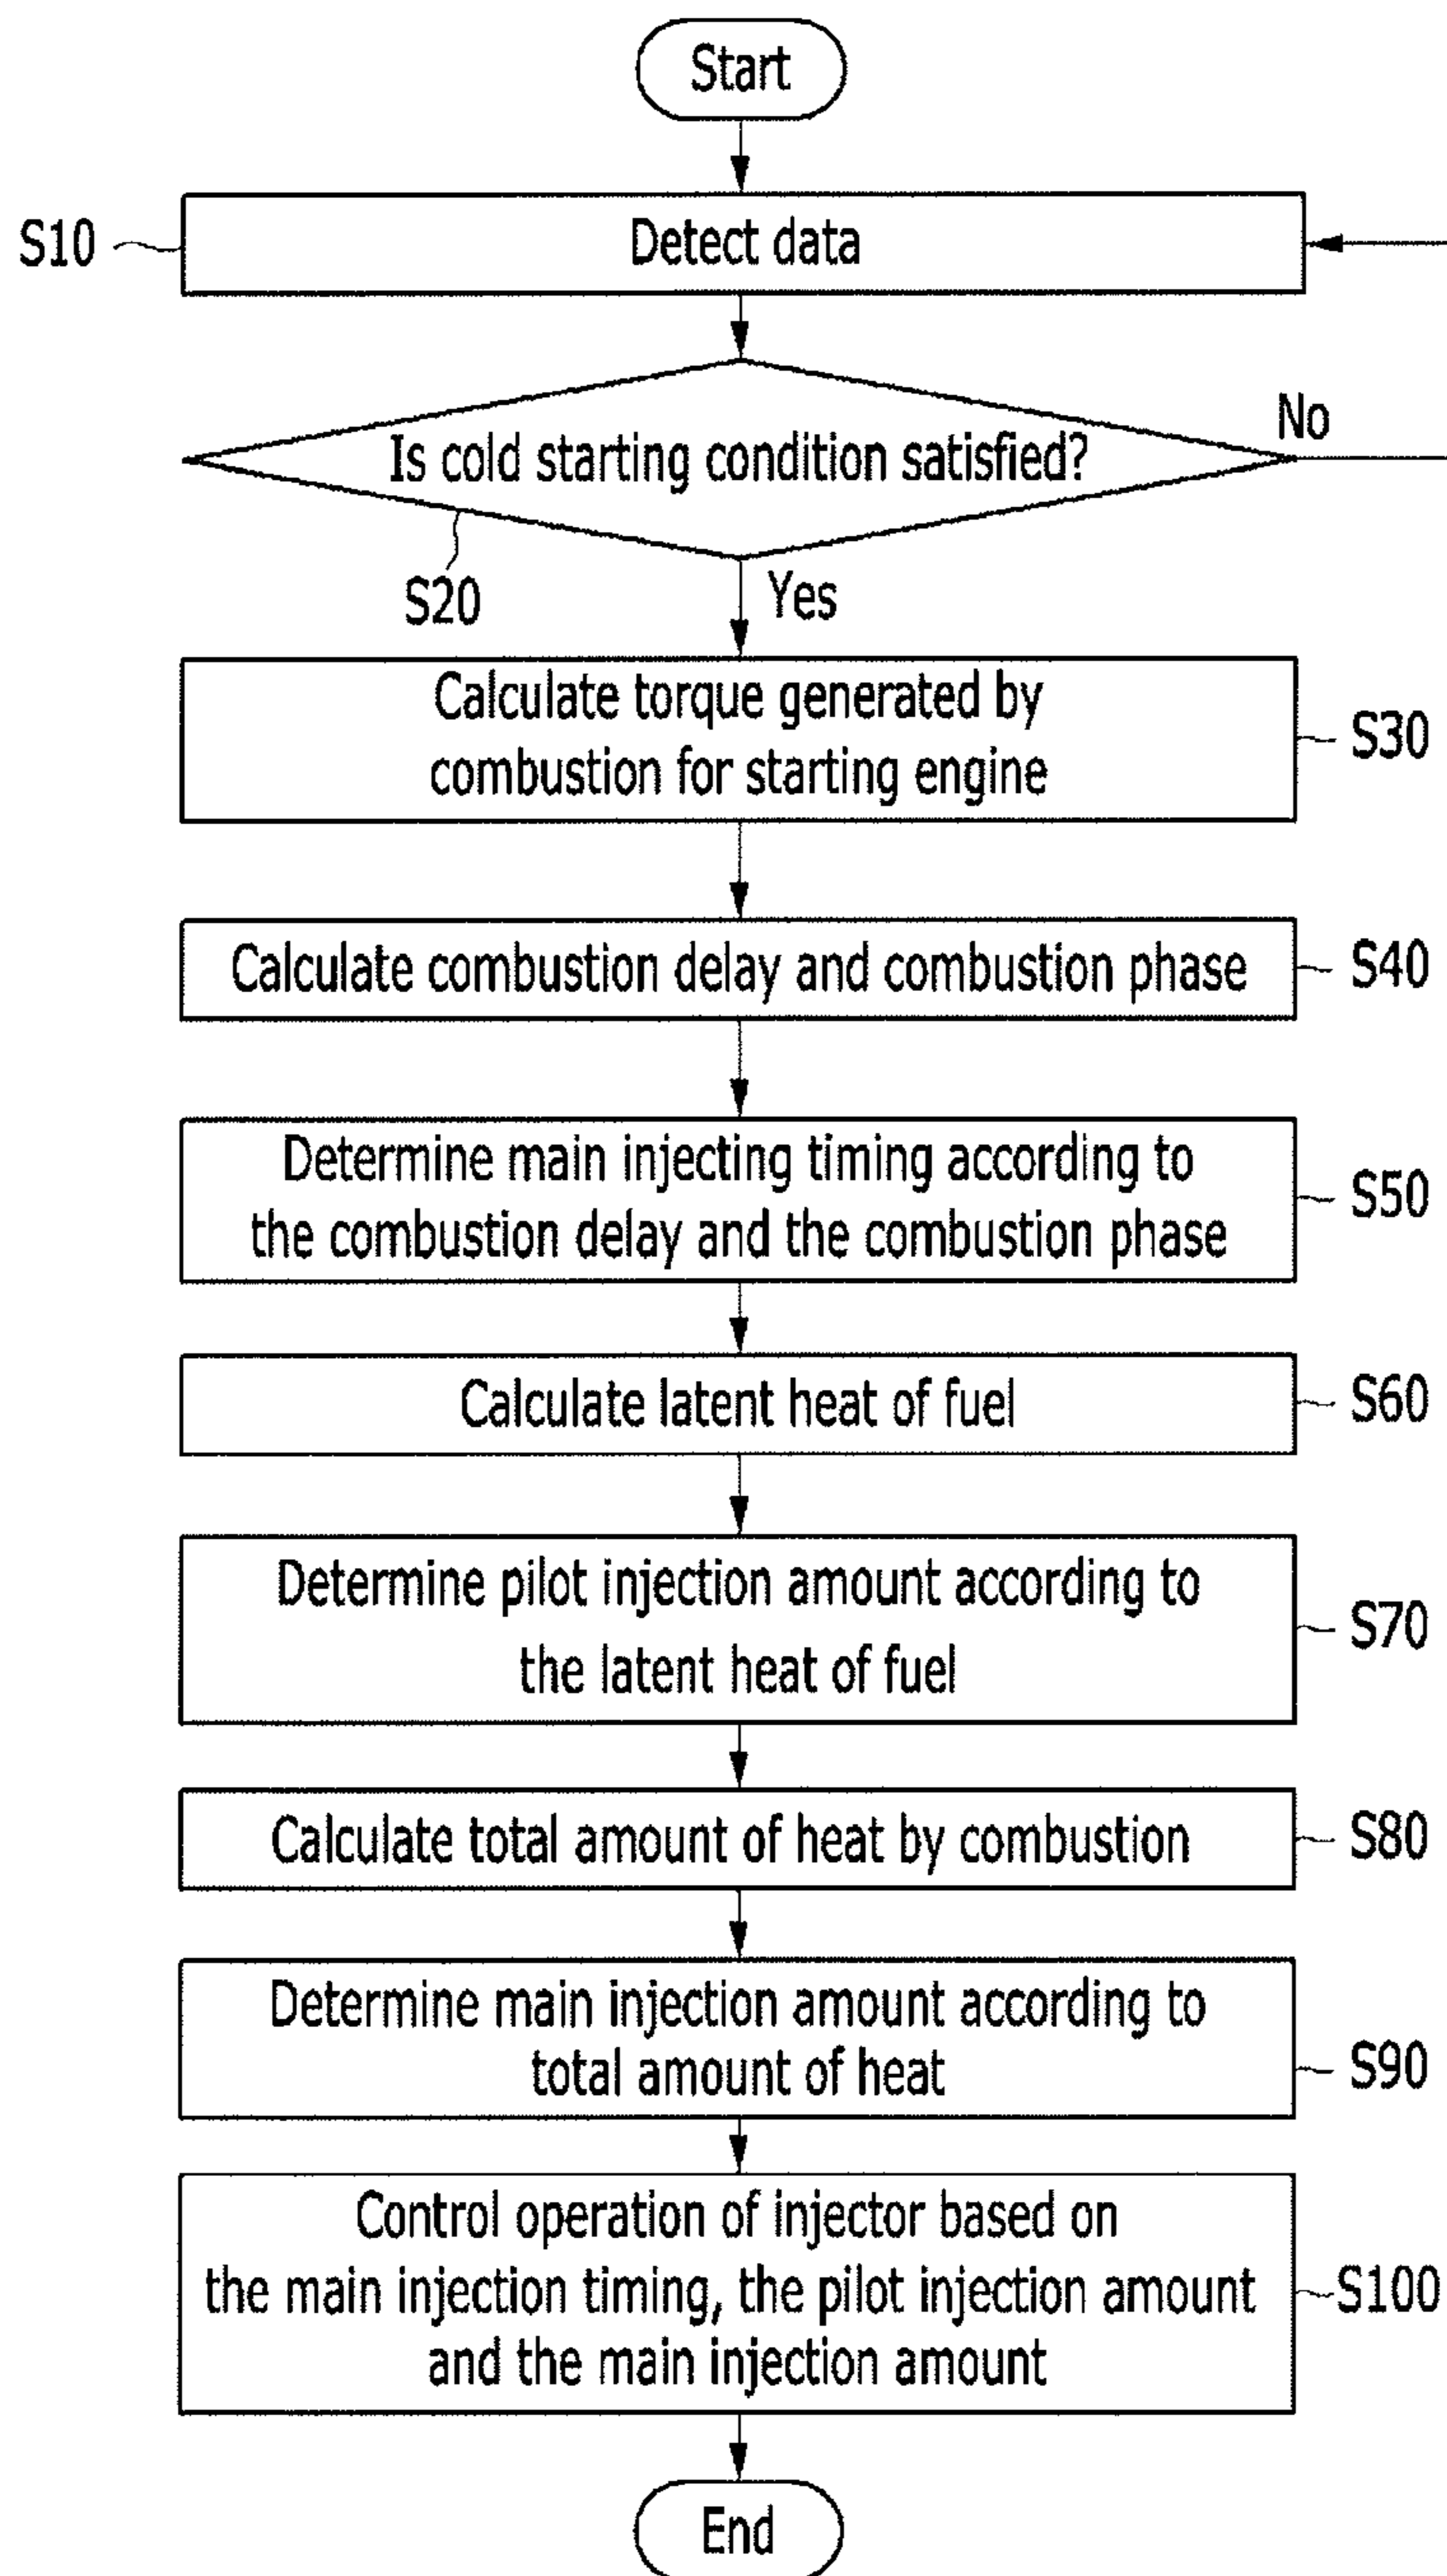 Start
S10
Detect data
No
Is cold starting condition satisfied?
S20
Yes
Calculate torque generated by
combustion for starting engine
S30
Calculate combustion delay and combustion phase
S40
Determine main injecting timing according to
the combustion delay and the combustion phase
S50
Calculate latent heat of fuel
S60
Determine pilot injection amount according to
the latent heat of fuel
S70
Calculate total amount of heat by combustion
S80
Determine main injection amount according to
total amount of heat
S90
Control operation of injector based on
the main injection timing, the pilot injection amount
and the main injection amount
S100
End